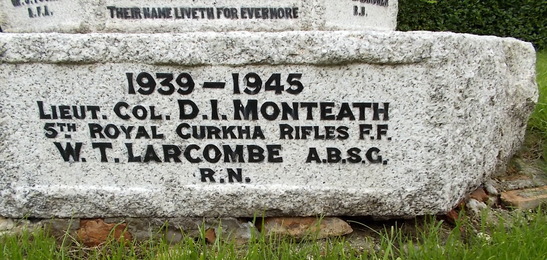 R.F.A.
THEIR NAME LIVETH FOR EVERMORE
1939 – 1945
LIEUT. COL. D. I. MONTEATH
5TH ROYAL GURKHA RIFLES F.F.
W. T. LARCOMBE A.B.S.G.
R.N.